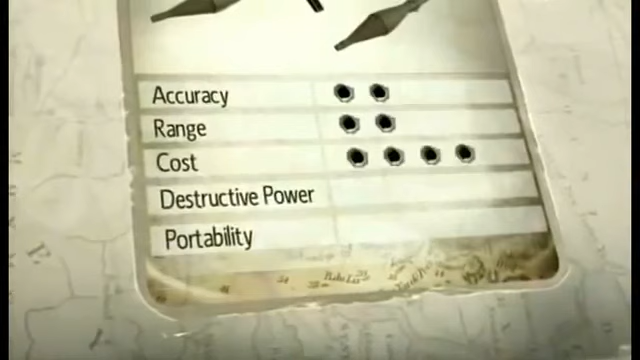 Accuracy
Range
Cost
Destructive Power
Portability